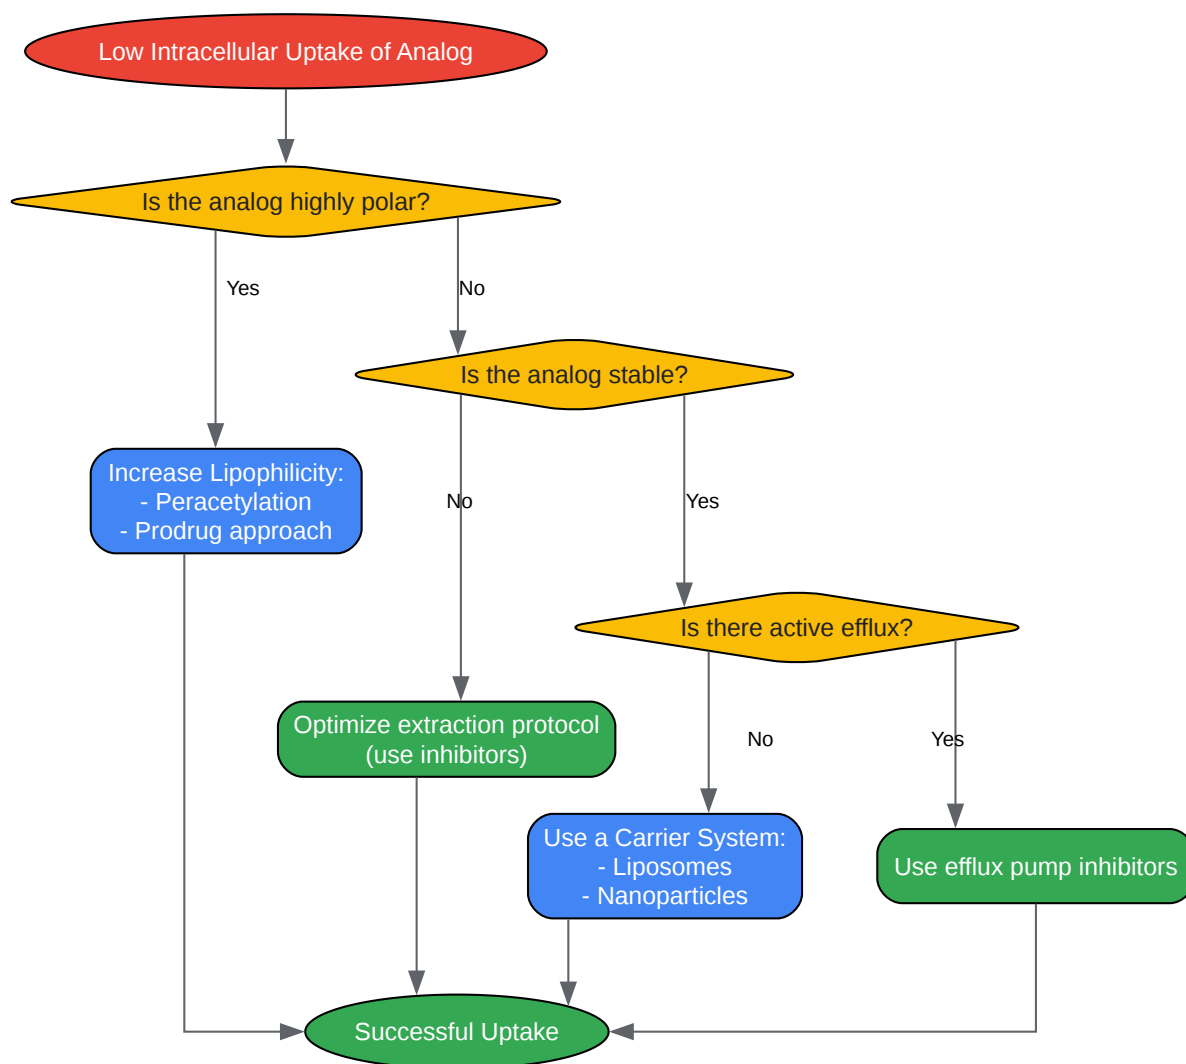 Low Intracellular Uptake of Analog
Is the analog highly polar?
Yes
No
Is the analog stable?
Increase Lipophilicity:
- Peracetylation
- Prodrug approach
No
Yes
Is there active efflux?
Optimize extraction protocol
(use inhibitors)
No
Yes
Use a Carrier System:
- Liposomes
- Nanoparticles
Use efflux pump inhibitors
Successful Uptake